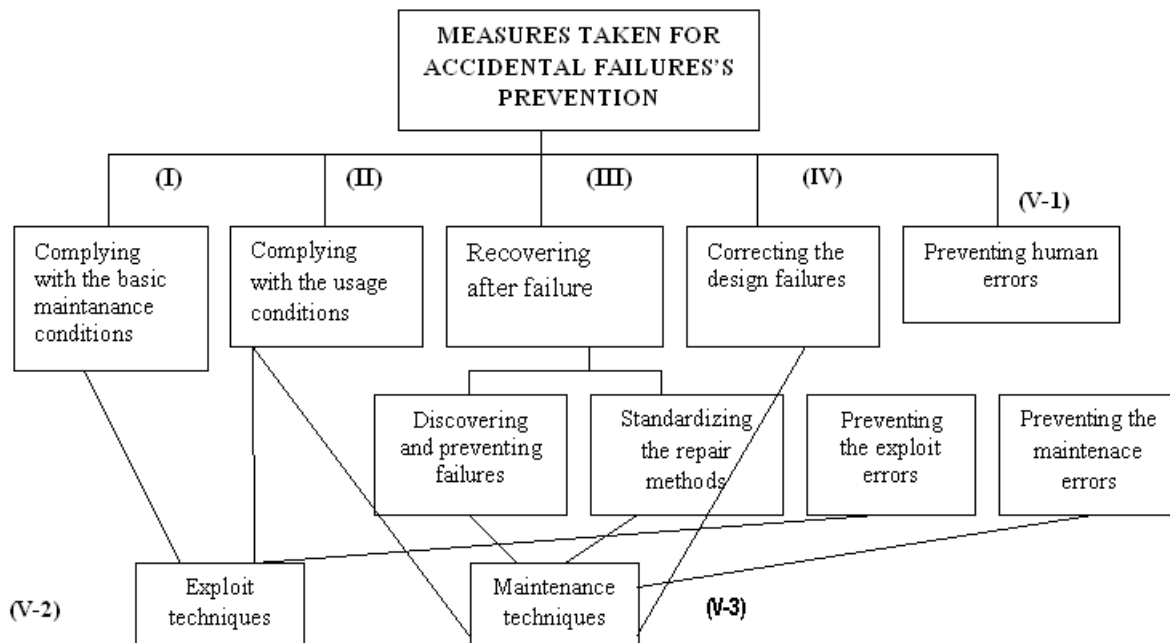 MEASURES TAKEN FOR
ACCIDENTAL FAILURES'S
PREVENTION
(I)
(II)
(III)
(IV)
(V-1)
Complying
with the basic
maintanance
conditions
Complying
with the usage
conditions
Recovering
after failure
Correcting the
design failures
Preventing human
errors
Discovering
and preventing
failures
Standardizing
the repair
methods
Preventing
the exploit
errors
Preventing the
maintenace
errors
(V-2)
Exploit
techniques
Maintenance
techniques
(V-3)